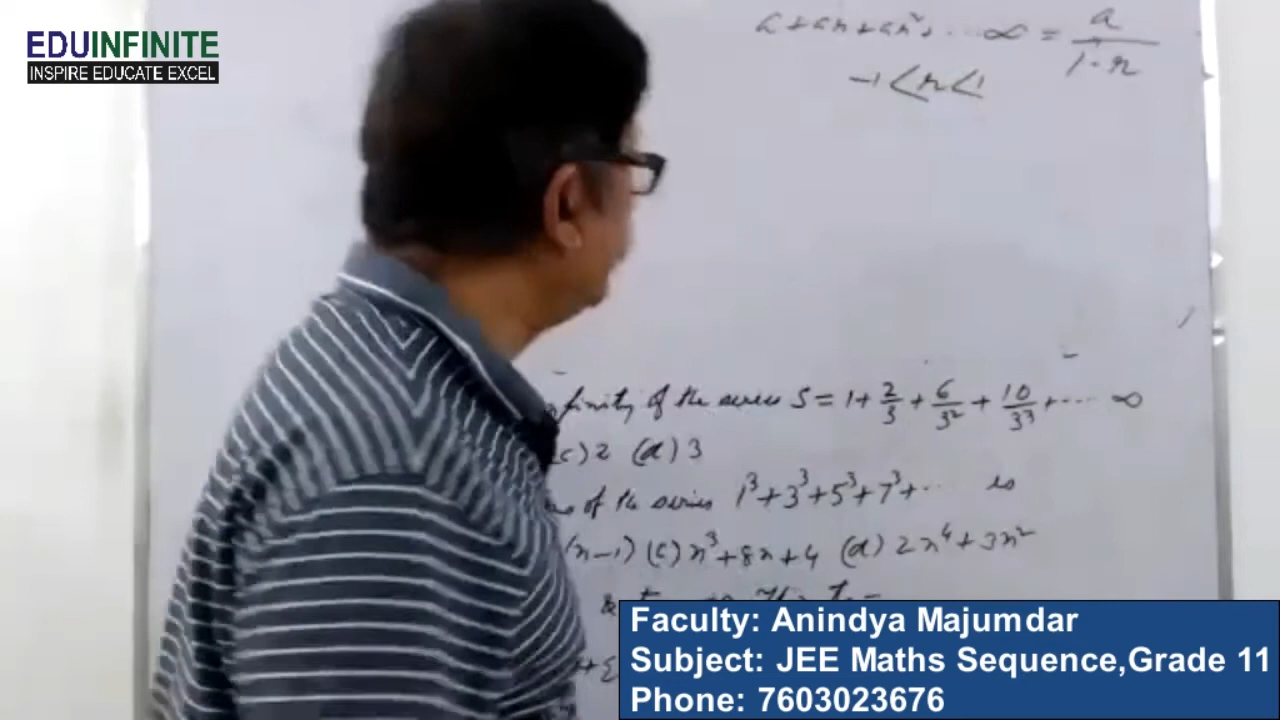 EDUINFINITE
INSPIRE EDUCATE EXCEL
a + ar + ar² + ... ∞ = a/(1-r)
-1 < r < 1
finity of the series S = 1 + 2/3 + 6/3² + 10/3³ + ... ∞
(c) 2 (d) 3
of the series 1³ + 3³ + 5³ + 7³ + ... is
(n-1) (c) n³ + 8n + 4 (d) 2n⁴ + 3n²
Faculty: Anindya Majumdar
Subject: JEE Maths Sequence,Grade 11
Phone: 7603023676